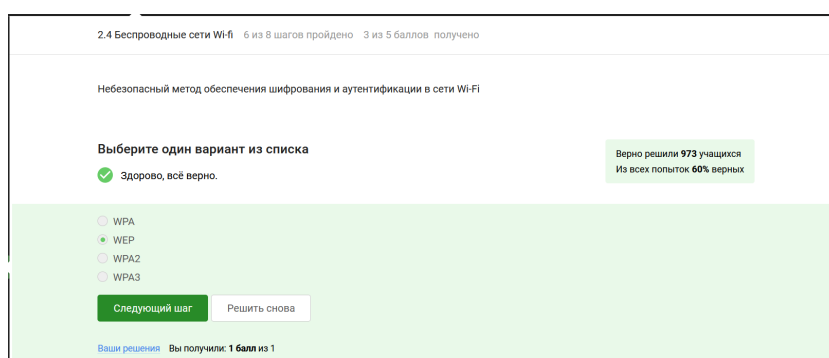 2.4 Беспроводные сети Wi-fi 6 из 8 шагов пройдено 3 из 5 баллов получено
Небезопасный метод обеспечения шифрования и аутентификации в сети Wi-Fi
Выберите один вариант из списка
Здорово, всё верно.
Верно решили 973 учащихся
Из всех попыток 60% верных
WPA
WEP
WPA2
WPA3
Следующий шаг Решить снова
Ваши решения Вы получили: 1 балл из 1